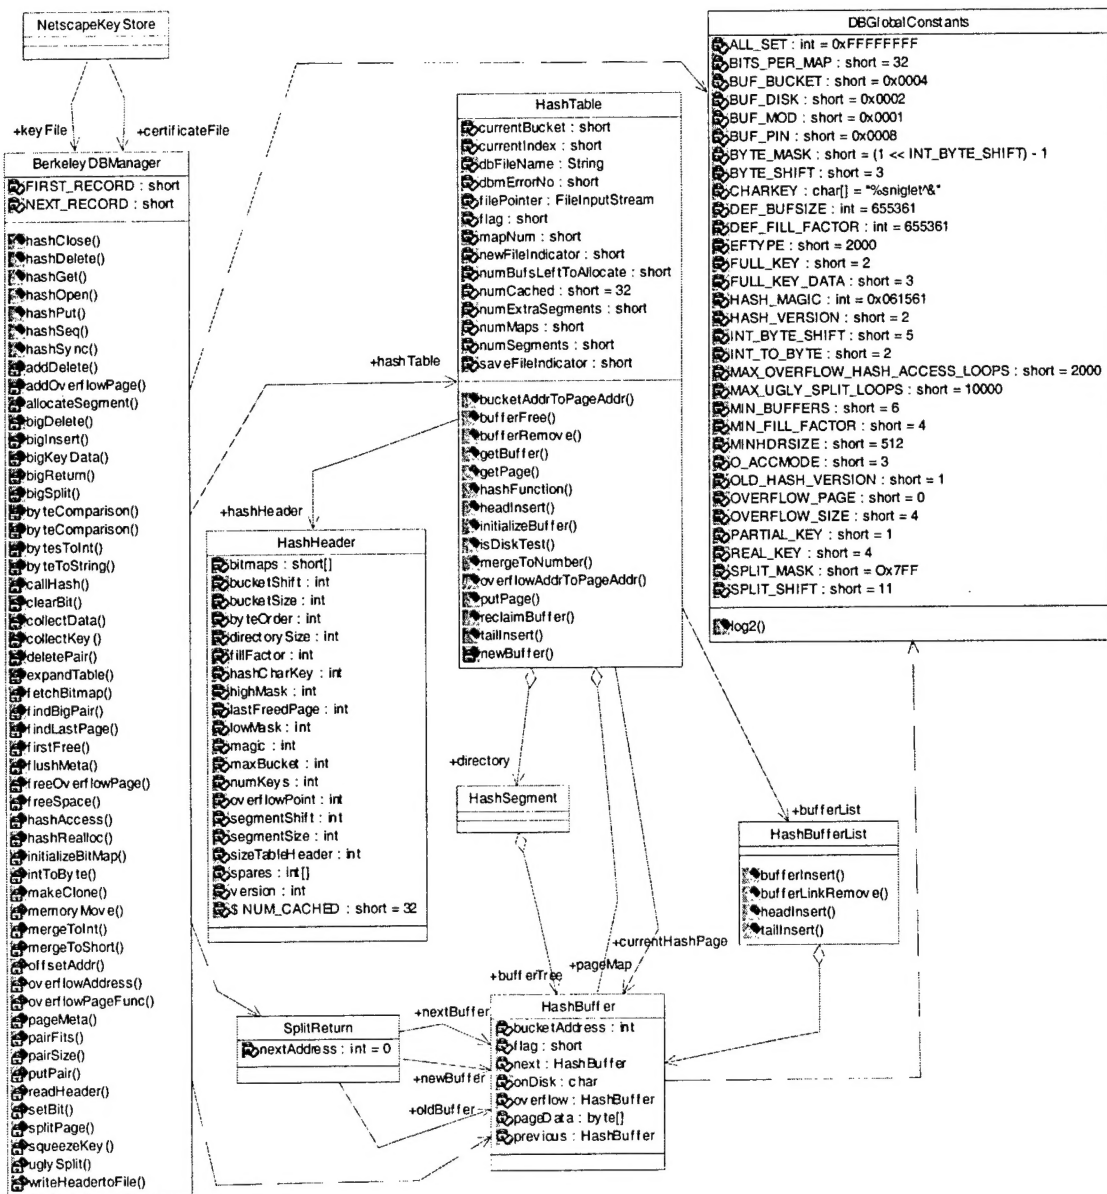 NetscapeKeyStore
+keyFile
+certificateFile
BerkeleyDBManager
FIRST_RECORD : short
NEXT_RECORD : short
hashClose()
hashDelete()
hashGet()
hashOpen()
hashPut()
hashSeq()
hashSync()
addDelete()
addOverflowPage()
allocateSegment()
bigDelete()
bigInsert()
bigKeyData()
bigReturn()
bigSplit()
byteComparison()
byteComparison()
bytesToInt()
byteToString()
callHash()
clearBit()
collectData()
collectKey()
deletePair()
expandTable()
fetchBitmap()
findBigPair()
findLastPage()
firstFree()
flushMeta()
freeOverflowPage()
freeSpace()
hashAccess()
hashRealloc()
initializeBitMap()
intToByte()
makeClone()
memoryMove()
mergeToInt()
mergeToShort()
offsetAddr()
overflowAddress()
overflowPageFunc()
pageMeta()
pairFits()
pairSize()
putPair()
readHeader()
setBit()
splitPage()
squeezeKey()
uglySplit()
writeHeadertoFile()
+hashTable
HashTable
currentBucket : short
currentIndex : short
dbFileName : String
dbmErrorNo : short
filePointer : FileInputStream
flag : short
mapNum : short
newFileIndicator : short
numBufsLeftToAllocate : short
numCached : short = 32
numExtraSegments : short
numMaps : short
numSegments : short
saveFileIndicator : short
bucketAddrToPageAddr()
bufferFree()
bufferRemove()
getBuffer()
getPage()
hashFunction()
headInsert()
initializeBuffer()
isDiskTest()
mergeToNumber()
overflowAddrToPageAddr()
putPage()
reclaimBuffer()
tailInsert()
newBuffer()
+hashHeader
HashHeader
bitmaps : short[]
bucketShift : int
bucketSize : int
byteOrder : int
directorySize : int
fillFactor : int
hashCharKey : int
highMask : int
lastFreedPage : int
lowMask : int
magic : int
maxBucket : int
numKeys : int
overflowPoint : int
segmentShift : int
segmentSize : int
sizeTableHeader : int
spares : int[]
version : int
$ NUM_CACHED : short = 32
DBGlobalConstants
ALL_SET : int = 0xFFFFFFFF
BITS_PER_MAP : short = 32
BUF_BUCKET : short = 0x0004
BUF_DISK : short = 0x0002
BUF_MOD : short = 0x0001
BUF_PIN : short = 0x0008
BYTE_MASK : short = (1 << INT_BYTE_SHIFT) - 1
BYTE_SHIFT : short = 3
CHARKEY : char[] = "%sniglet^&"
DEF_BUFSIZE : int = 655361
DEF_FILL_FACTOR : int = 655361
EFTYPE : short = 2000
FULL_KEY : short = 2
FULL_KEY_DATA : short = 3
HASH_MAGIC : int = 0x061561
HASH_VERSION : short = 2
INT_BYTE_SHIFT : short = 5
INT_TO_BYTE : short = 2
MAX_OVERFLOW_HASH_ACCESS_LOOPS : short = 2000
MAX_UGLY_SPLIT_LOOPS : short = 10000
MIN_BUFFERS : short = 6
MIN_FILL_FACTOR : short = 4
MINHDRSIZE : short = 512
O_ACCMODE : short = 3
OLD_HASH_VERSION : short = 1
OVERFLOW_PAGE : short = 0
OVERFLOW_SIZE : short = 4
PARTIAL_KEY : short = 1
REAL_KEY : short = 4
SPLIT_MASK : short = Ox7FF
SPLIT_SHIFT : short = 11
log2()
+directory
HashSegment
+bufferList
HashBufferList
bufferInsert()
bufferLinkRemove()
headInsert()
tailInsert()
+currentHashPage
+bufferTree
+pageMap
SplitReturn
nextAddress : int = 0
+nextBuffer
+newBuffer
+oldBuffer
HashBuffer
bucketAddress : int
flag : short
next : HashBuffer
onDisk : char
overflow : HashBuffer
pageData : byte[]
previous : HashBuffer